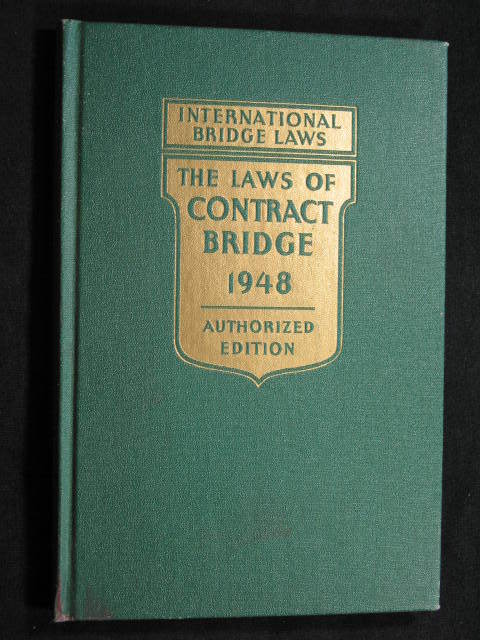 INTERNATIONAL
BRIDGE LAWS
THE LAWS OF
CONTRACT
BRIDGE
1948
AUTHORIZED
EDITION